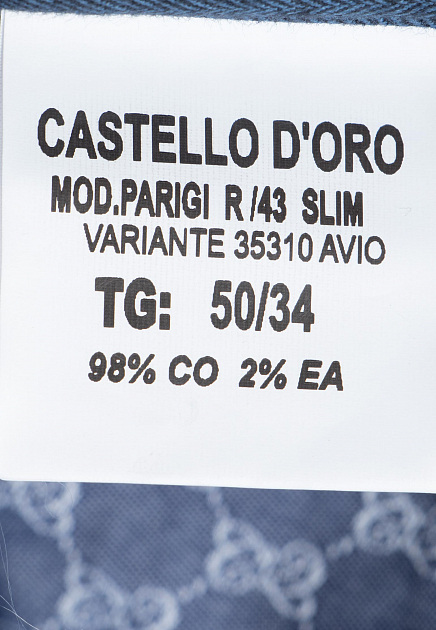 CASTELLO D'ORO
MOD.PARIGI R/43 SLIM
VARIANTE 35310 AVIO
TG: 50/34
98% CO 2% EA